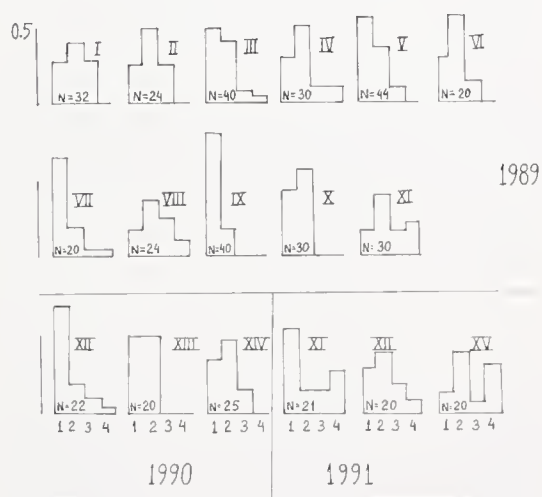 0.5 I II III IV V VI
N=32 N=24 N=40 N=30 N=44 N=20
VII VIII IX X XI 1989
N=20 N=24 N=40 N=30 N=30
XII XIII XIV XI XII XV
N=22 N=20 N=25 N=21 N=20 N=20
1 2 3 4 1 2 3 4 1 2 3 4 1 2 3 4 1 2 3 4 1 2 3 4
1990 1991